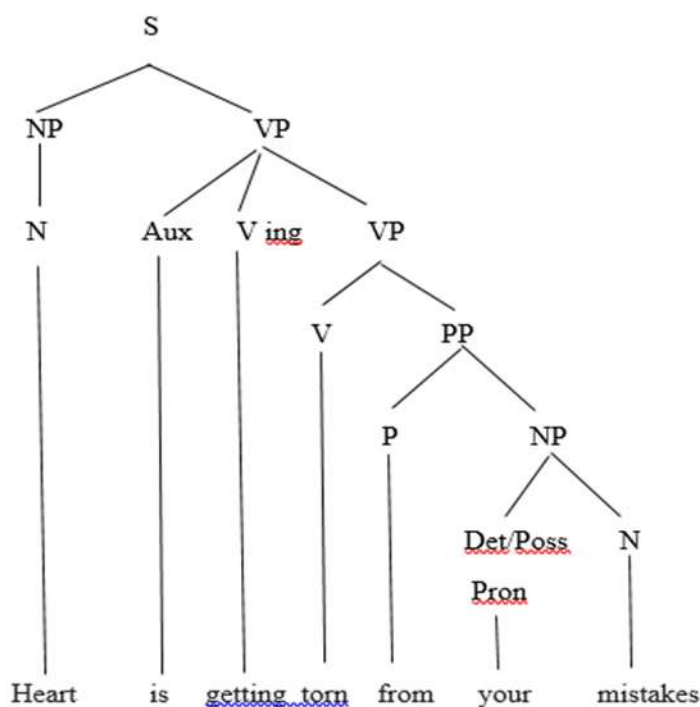 S
NP VP
N Aux V ing VP
V PP
P NP
Det/Poss N
Pron
Heart is getting torn from your mistakes